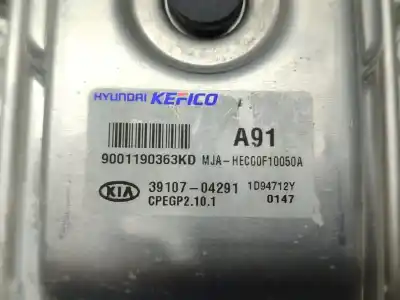 HYUNDAI KEFICO
A91
9001190363KD MJA-HECG0F10050A
KIA 39107-04291 1D94712Y
CPEGP2.10.1 0147